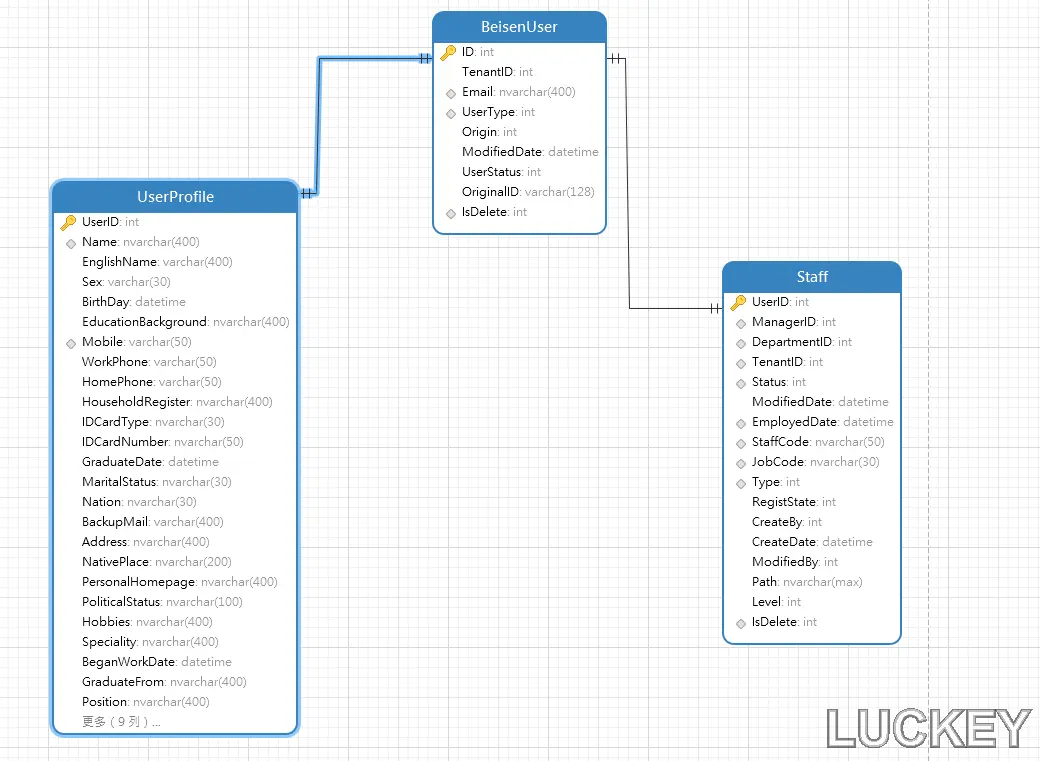 BeisenUser
ID: int
TenantID: int
Email: nvarchar(400)
UserType: int
Origin: int
ModifiedDate: datetime
UserStatus: int
OriginalID: varchar(128)
IsDelete: int
UserProfile
UserID: int
Name: nvarchar(400)
EnglishName: varchar(400)
Sex: varchar(30)
BirthDay: datetime
EducationBackground: nvarchar(400)
Mobile: varchar(50)
WorkPhone: varchar(50)
HomePhone: varchar(50)
HouseholdRegister: nvarchar(400)
IDCardType: nvarchar(30)
IDCardNumber: nvarchar(50)
GraduateDate: datetime
MaritalStatus: nvarchar(30)
Nation: nvarchar(30)
BackupMail: varchar(400)
Address: nvarchar(400)
NativePlace: nvarchar(200)
PersonalHomepage: nvarchar(400)
PoliticalStatus: nvarchar(100)
Hobbies: nvarchar(400)
Speciality: nvarchar(400)
BeganWorkDate: datetime
GraduateFrom: nvarchar(400)
Position: nvarchar(400)
更多（9 列）...
Staff
UserID: int
ManagerID: int
DepartmentID: int
TenantID: int
Status: int
ModifiedDate: datetime
EmployedDate: datetime
StaffCode: nvarchar(50)
JobCode: nvarchar(30)
Type: int
RegistState: int
CreateBy: int
CreateDate: datetime
ModifiedBy: int
Path: nvarchar(max)
Level: int
IsDelete: int
LUCKEY